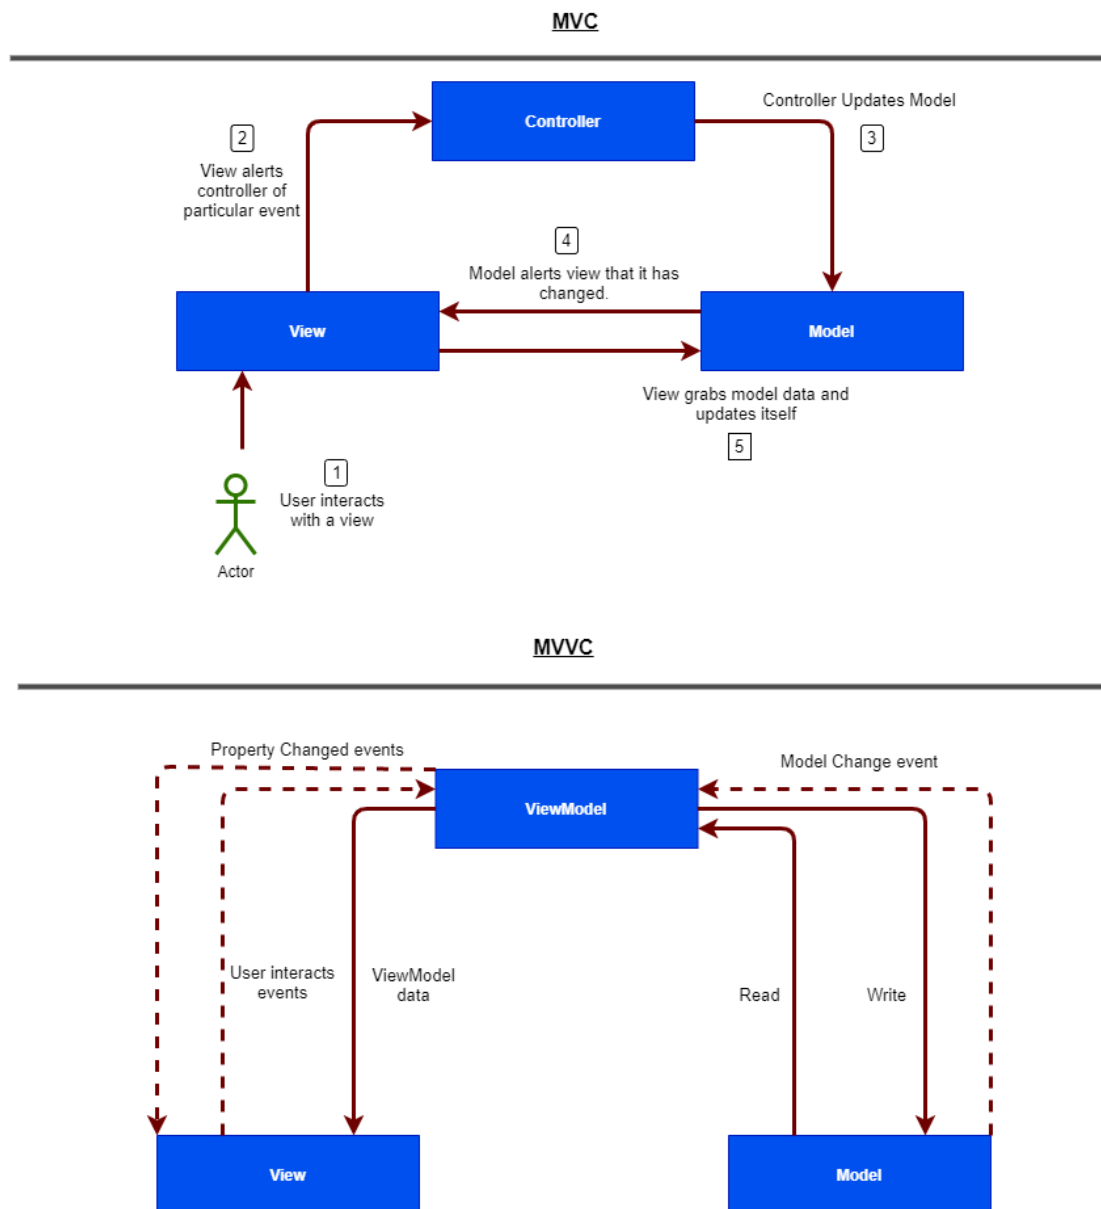 MVC
Controller
Controller Updates Model
2
3
View alerts
controller of
particular event
4
Model alerts view that it has
changed.
View
Model
View grabs model data and
updates itself
5
1
User interacts
with a view
Actor
MVVC
Property Changed events
Model Change event
ViewModel
User interacts
events
ViewModel
data
Read
Write
View
Model